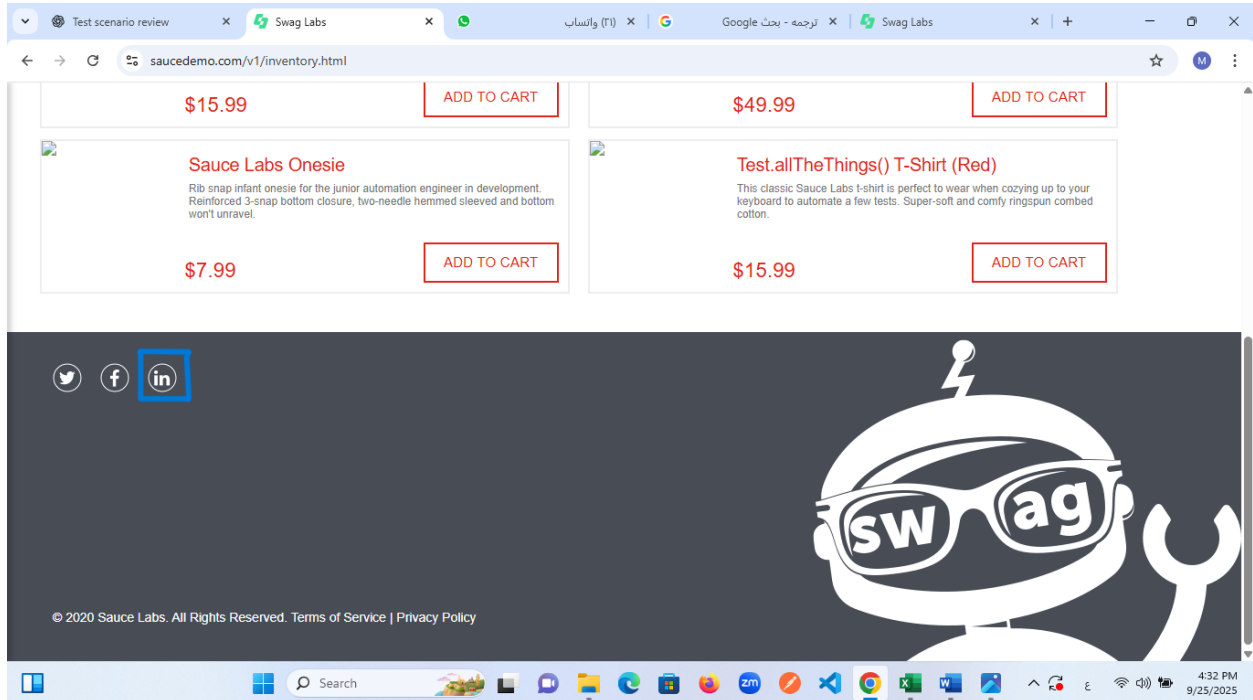 Test scenario review
Swag Labs
(٢١) واتساب
ترجمه - بحث Google
Swag Labs
saucedemo.com/v1/inventory.html
M
$15.99
ADD TO CART
$49.99
ADD TO CART
Sauce Labs Onesie
Rib snap infant onesie for the junior automation engineer in development.
Reinforced 3-snap bottom closure, two-needle hemmed sleeved and bottom
won't unravel.
$7.99
ADD TO CART
Test.allTheThings() T-Shirt (Red)
This classic Sauce Labs t-shirt is perfect to wear when cozying up to your
keyboard to automate a few tests. Super-soft and comfy ringspun combed
cotton.
$15.99
ADD TO CART
in
sw ag
© 2020 Sauce Labs. All Rights Reserved. Terms of Service | Privacy Policy
Search
zm
ع
4:32 PM
9/25/2025